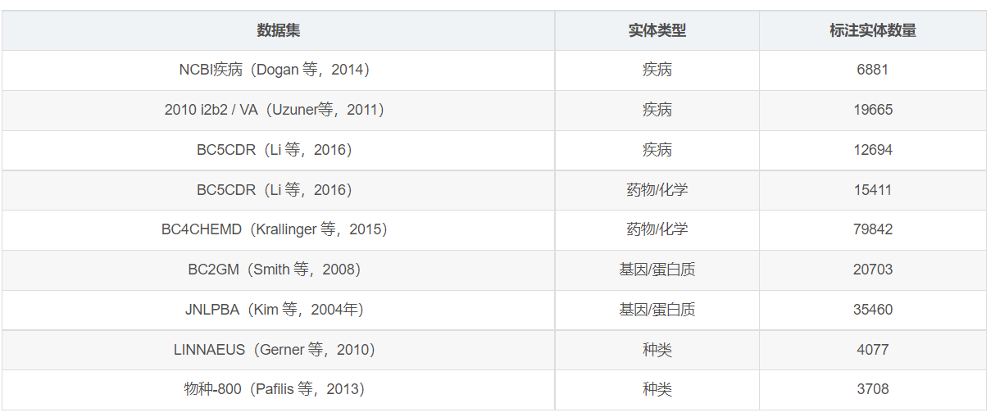 数据集 实体类型 标注实体数量
NCBI疾病（Dogan 等，2014） 疾病 6881
2010 i2b2 / VA（Uzuner等，2011） 疾病 19665
BC5CDR（Li 等，2016） 疾病 12694
BC5CDR（Li 等，2016） 药物/化学 15411
BC4CHEMD（Krallinger 等，2015） 药物/化学 79842
BC2GM（Smith 等，2008） 基因/蛋白质 20703
JNLPBA（Kim 等，2004年） 基因/蛋白质 35460
LINNAEUS（Gerner 等，2010） 种类 4077
物种-800（Pafilis 等，2013） 种类 3708